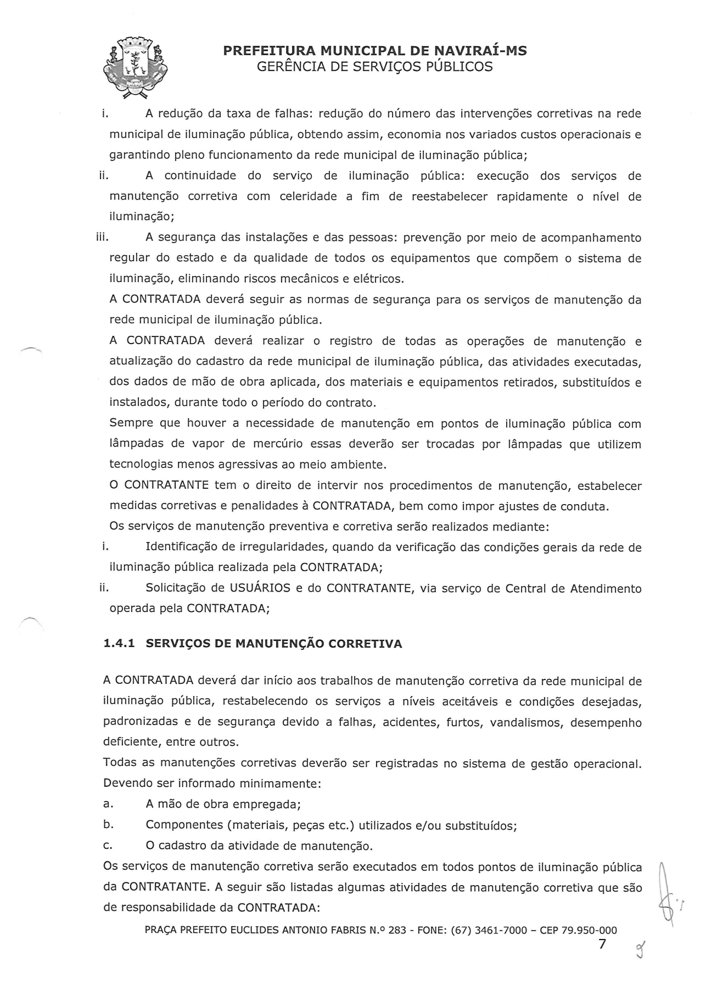 PREFEITURA MUNICIPAL DE NAVIRAÍ-MS
GERÊNCIA DE SERVIÇOS PÚBLICOS
i. A redução da taxa de falhas: redução do número das intervenções corretivas na rede
municipal de iluminação pública, obtendo assim, economia nos variados custos operacionais e
garantindo pleno funcionamento da rede municipal de iluminação pública;
ii. A continuidade do serviço de iluminação pública: execução dos serviços de
manutenção corretiva com celeridade a fim de reestabelecer rapidamente o nível de
iluminação;
iii. A segurança das instalações e das pessoas: prevenção por meio de acompanhamento
regular do estado e da qualidade de todos os equipamentos que compõem o sistema de
iluminação, eliminando riscos mecânicos e elétricos.
A CONTRATADA deverá seguir as normas de segurança para os serviços de manutenção da
rede municipal de iluminação pública.
A CONTRATADA deverá realizar o registro de todas as operações de manutenção e
atualização do cadastro da rede municipal de iluminação pública, das atividades executadas,
dos dados de mão de obra aplicada, dos materiais e equipamentos retirados, substituídos e
instalados, durante todo o período do contrato.
Sempre que houver a necessidade de manutenção em pontos de iluminação pública com
lâmpadas de vapor de mercúrio essas deverão ser trocadas por lâmpadas que utilizem
tecnologias menos agressivas ao meio ambiente.
O CONTRATANTE tem o direito de intervir nos procedimentos de manutenção, estabelecer
medidas corretivas e penalidades à CONTRATADA, bem como impor ajustes de conduta.
Os serviços de manutenção preventiva e corretiva serão realizados mediante:
i. Identificação de irregularidades, quando da verificação das condições gerais da rede de
iluminação pública realizada pela CONTRATADA;
ii. Solicitação de USUÁRIOS e do CONTRATANTE, via serviço de Central de Atendimento
operada pela CONTRATADA;
1.4.1 SERVIÇOS DE MANUTENÇÃO CORRETIVA
A CONTRATADA deverá dar início aos trabalhos de manutenção corretiva da rede municipal de
iluminação pública, restabelecendo os serviços a níveis aceitáveis e condições desejadas,
padronizadas e de segurança devido a falhas, acidentes, furtos, vandalismos, desempenho
deficiente, entre outros.
Todas as manutenções corretivas deverão ser registradas no sistema de gestão operacional.
Devendo ser informado minimamente:
a. A mão de obra empregada;
b. Componentes (materiais, peças etc.) utilizados e/ou substituídos;
c. O cadastro da atividade de manutenção.
Os serviços de manutenção corretiva serão executados em todos pontos de iluminação pública
da CONTRATANTE. A seguir são listadas algumas atividades de manutenção corretiva que são
de responsabilidade da CONTRATADA:
PRAÇA PREFEITO EUCLIDES ANTONIO FABRIS N.º 283 - FONE: (67) 3461-7000 – CEP 79.950-000
7